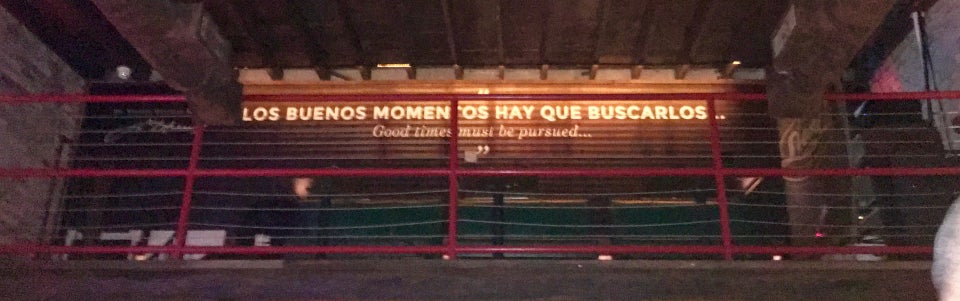 “
LOS BUENOS MOMENTOS HAY QUE BUSCARLOS...
Good times must be pursued...
”